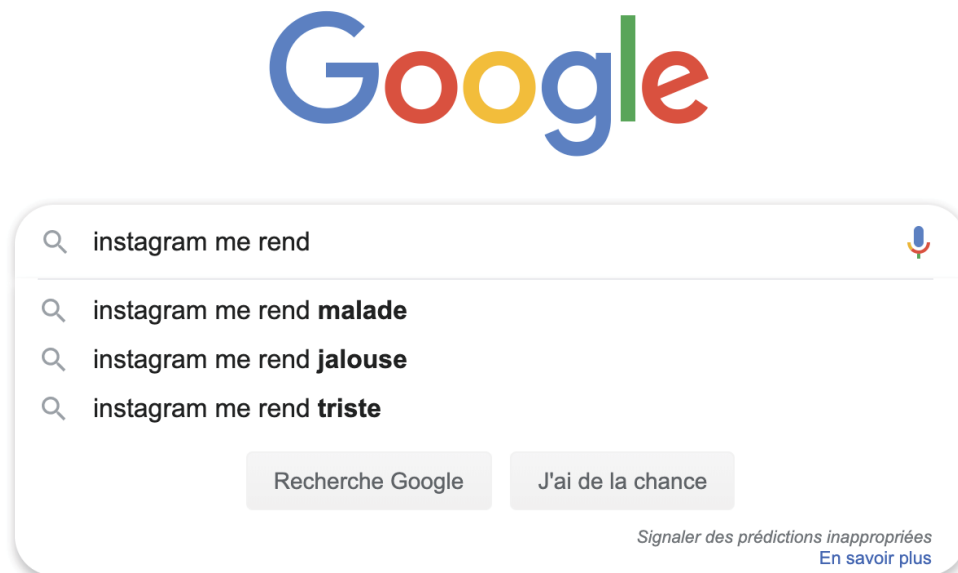 Google
instagram me rend
instagram me rend malade
instagram me rend jalouse
instagram me rend triste
Recherche Google J'ai de la chance
Signaler des prédictions inappropriées
En savoir plus